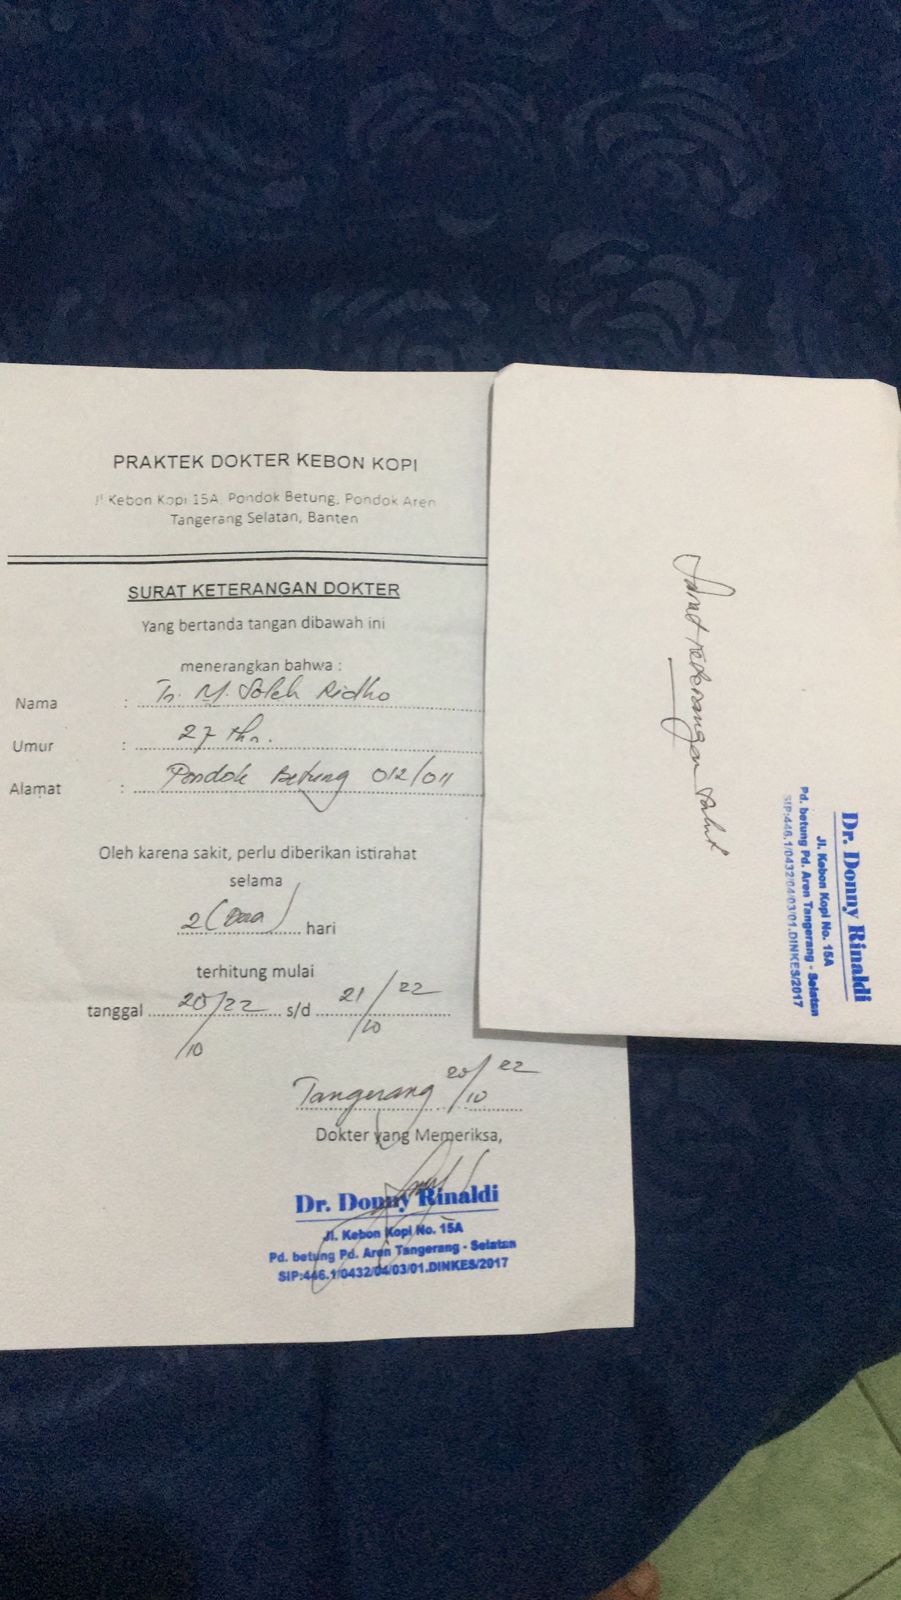 PRAKTEK DOKTER KEBON KOPI
Jl Kebon Kopi 15A, Pondok Betung, Pondok Aren
Tangerang Selatan, Banten
SURAT KETERANGAN DOKTER
Yang bertanda tangan dibawah ini
menerangkan bahwa :
Nama : Tn. M. Soleh Ridho
Umur : 27 thn.
Alamat : Pondok Betung 012/011
Oleh karena sakit, perlu diberikan istirahat
selama
2 (Dua) hari
terhitung mulai
tanggal 20/10/22 s/d 21/10/22
Tangerang 20/10 22
Dokter yang Memeriksa,
Dr. Donny Rinaldi
Jl. Kebon Kopi No. 15A
Pd. betung Pd. Aren Tangerang - Selatan
SIP:446.1/0432/04/03/01.DINKES/2017
Surat Keterangan Sakit
Dr. Donny Rinaldi
Jl. Kebon Kopi No. 15A
Pd. betung Pd. Aren Tangerang - Selatan
SIP:446.1/0432/04/03/01.DINKES/2017